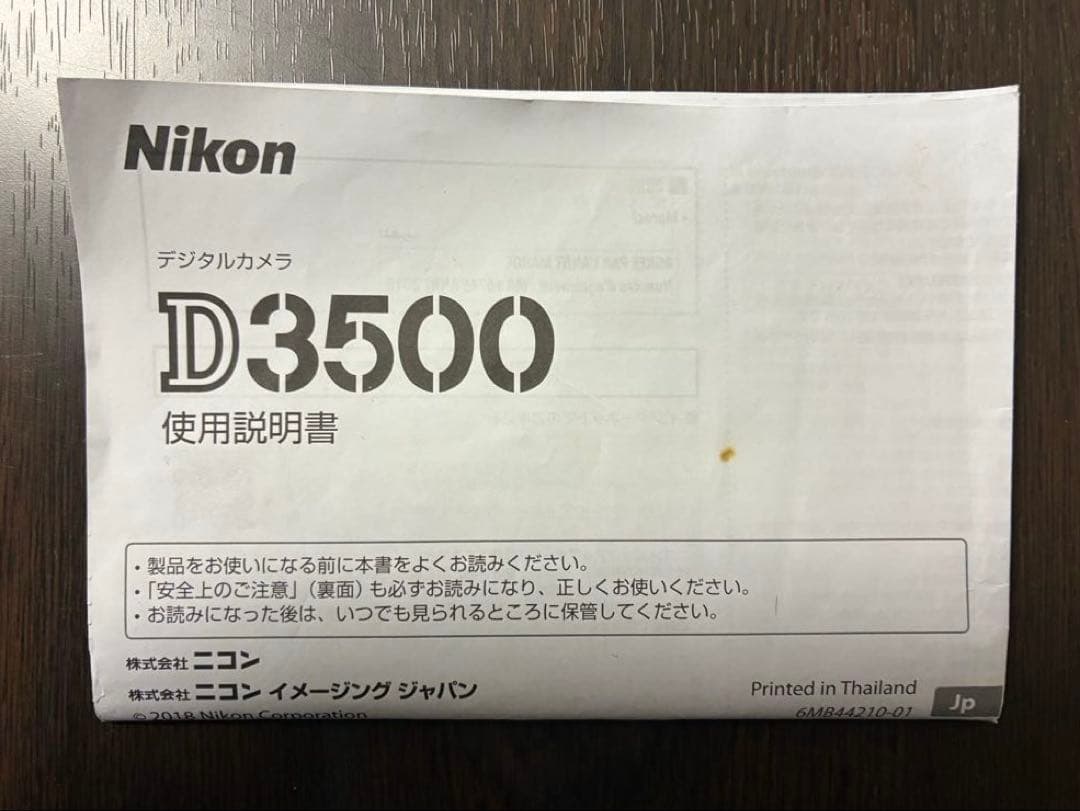 Nikon
デジタルカメラ
D3500
使用説明書
・製品をお使いになる前に本書をよくお読みください。
・「安全上のご注意」（裏面）も必ずお読みになり、正しくお使いください。
・お読みになった後は、いつでも見られるところに保管してください。
株式会社 ニコン
株式会社 ニコン イメージング ジャパン
© 2018 Nikon Corporation
Printed in Thailand
6MB44210-01
Jp